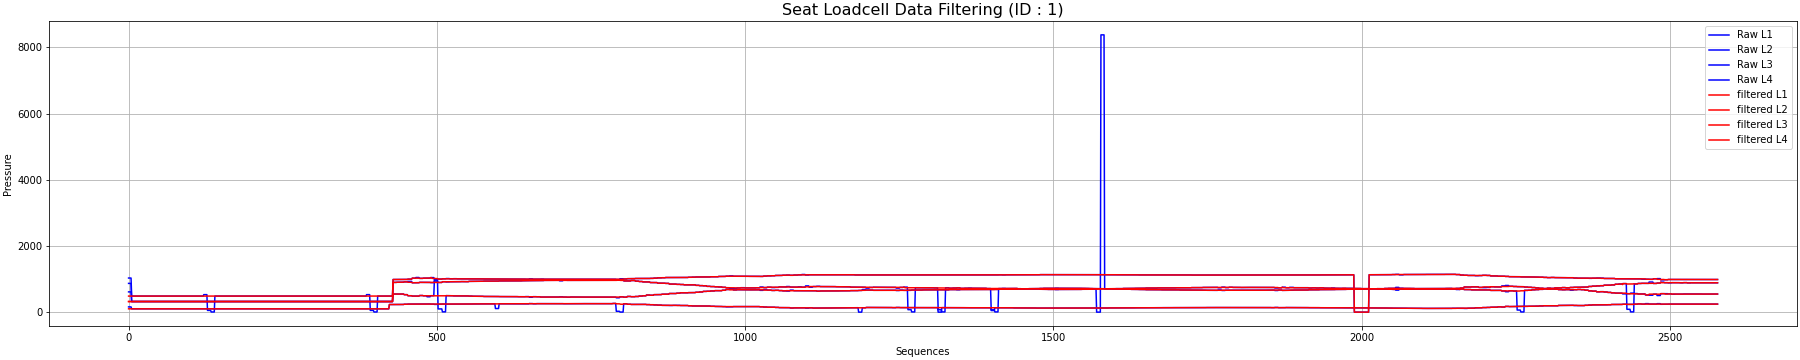 Seat Loadcell Data Filtering (ID : 1)
8000
6000
4000
2000
0
Pressure
Raw L1
Raw L2
Raw L3
Raw L4
filtered L1
filtered L2
filtered L3
filtered L4
0
500
1000
1500
2000
2500
Sequences